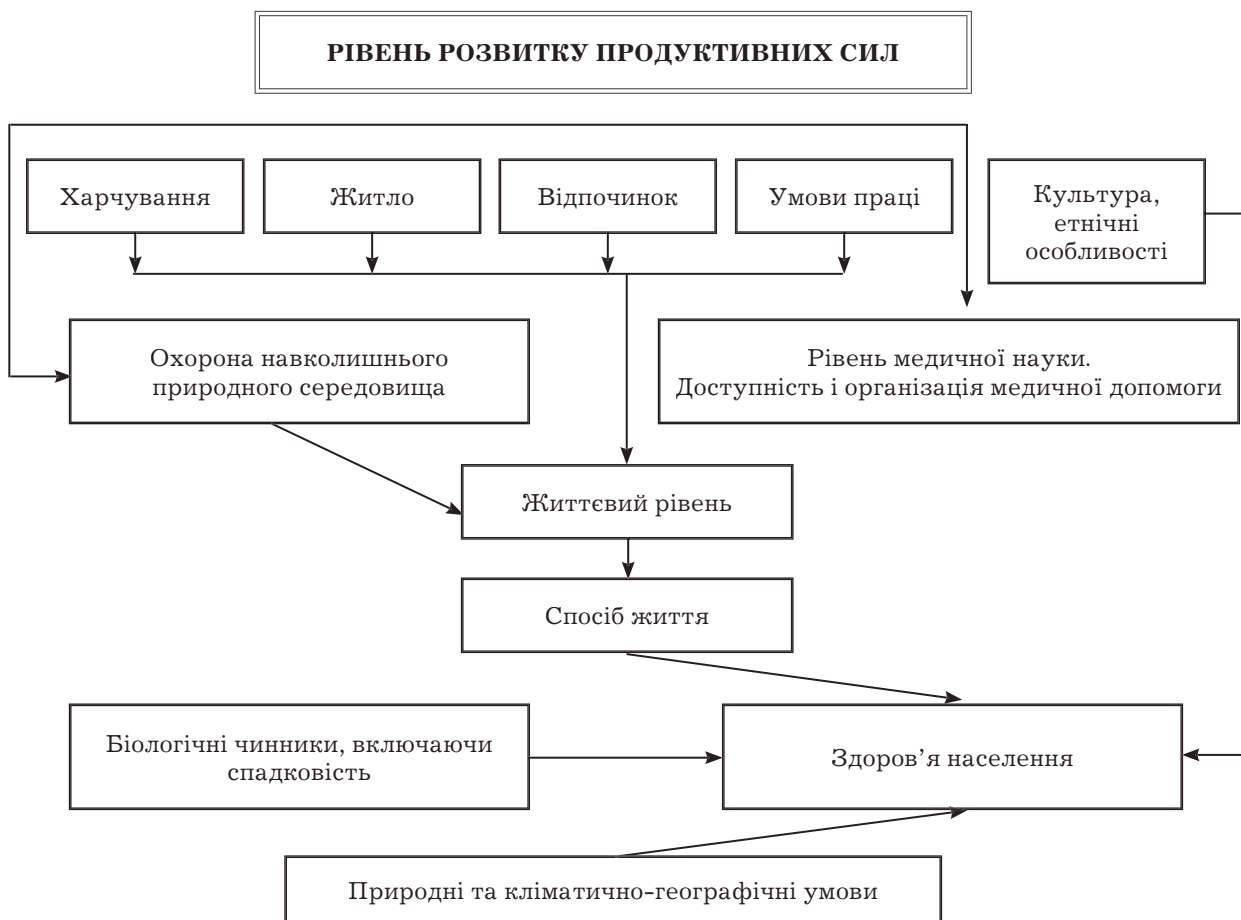 РІВЕНЬ РОЗВИТКУ ПРОДУКТИВНИХ СИЛ
Харчування
Житло
Відпочинок
Умови праці
Культура,
етнічні
особливості
Охорона навколишнього
природного середовища
Рівень медичної науки.
Доступність і організація медичної допомоги
Життєвий рівень
Спосіб життя
Біологічні чинники, включаючи
спадковість
Здоров’я населення
Природні та кліматично-географічні умови